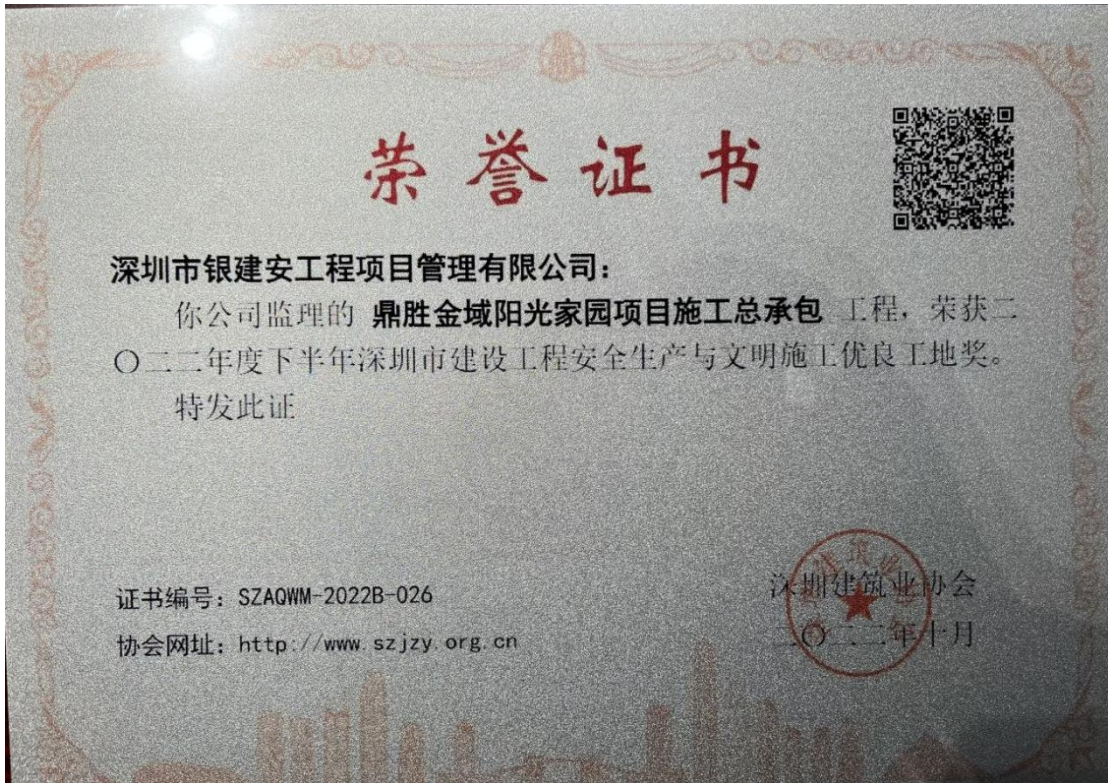 荣誉证书
深圳市银建安工程项目管理有限公司：
你公司监理的 鼎胜金域阳光家园项目施工总承包 工程，荣获二
〇二二年度下半年深圳市建设工程安全生产与文明施工优良工地奖。
特发此证
证书编号：SZAQWM-2022B-026
协会网址：http://www.szjzy.org.cn
深圳建筑业协会
二〇二二年十月